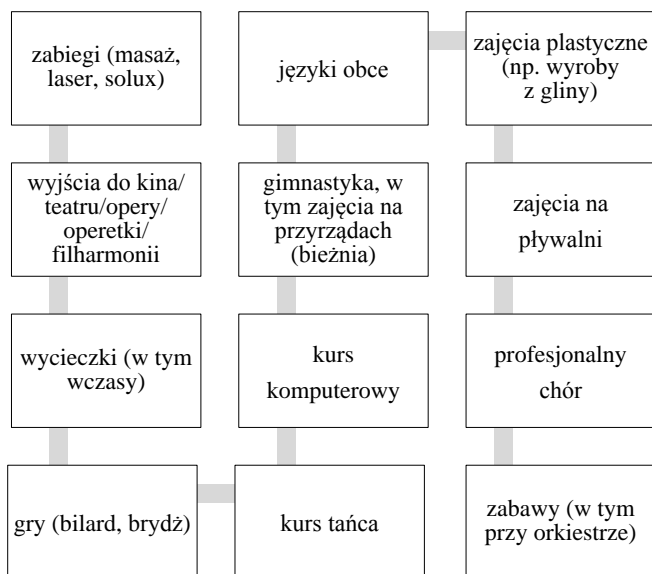 zabiegi (masaż,
laser, solux)
wyjścia do kina/
teatru/opery/
operetki/
filharmonii
wycieczki (w tym
wczasy)
gry (bilard, brydż)
kurs tańca
kurs
komputerowy
gimnastyka, w
tym zajęcia na
przyrządach
(bieżnia)
języki obce
zajęcia plastyczne
(np. wyroby
z gliny)
zajęcia na
pływalni
profesjonalny
chór
zabawy (w tym
przy orkiestrze)